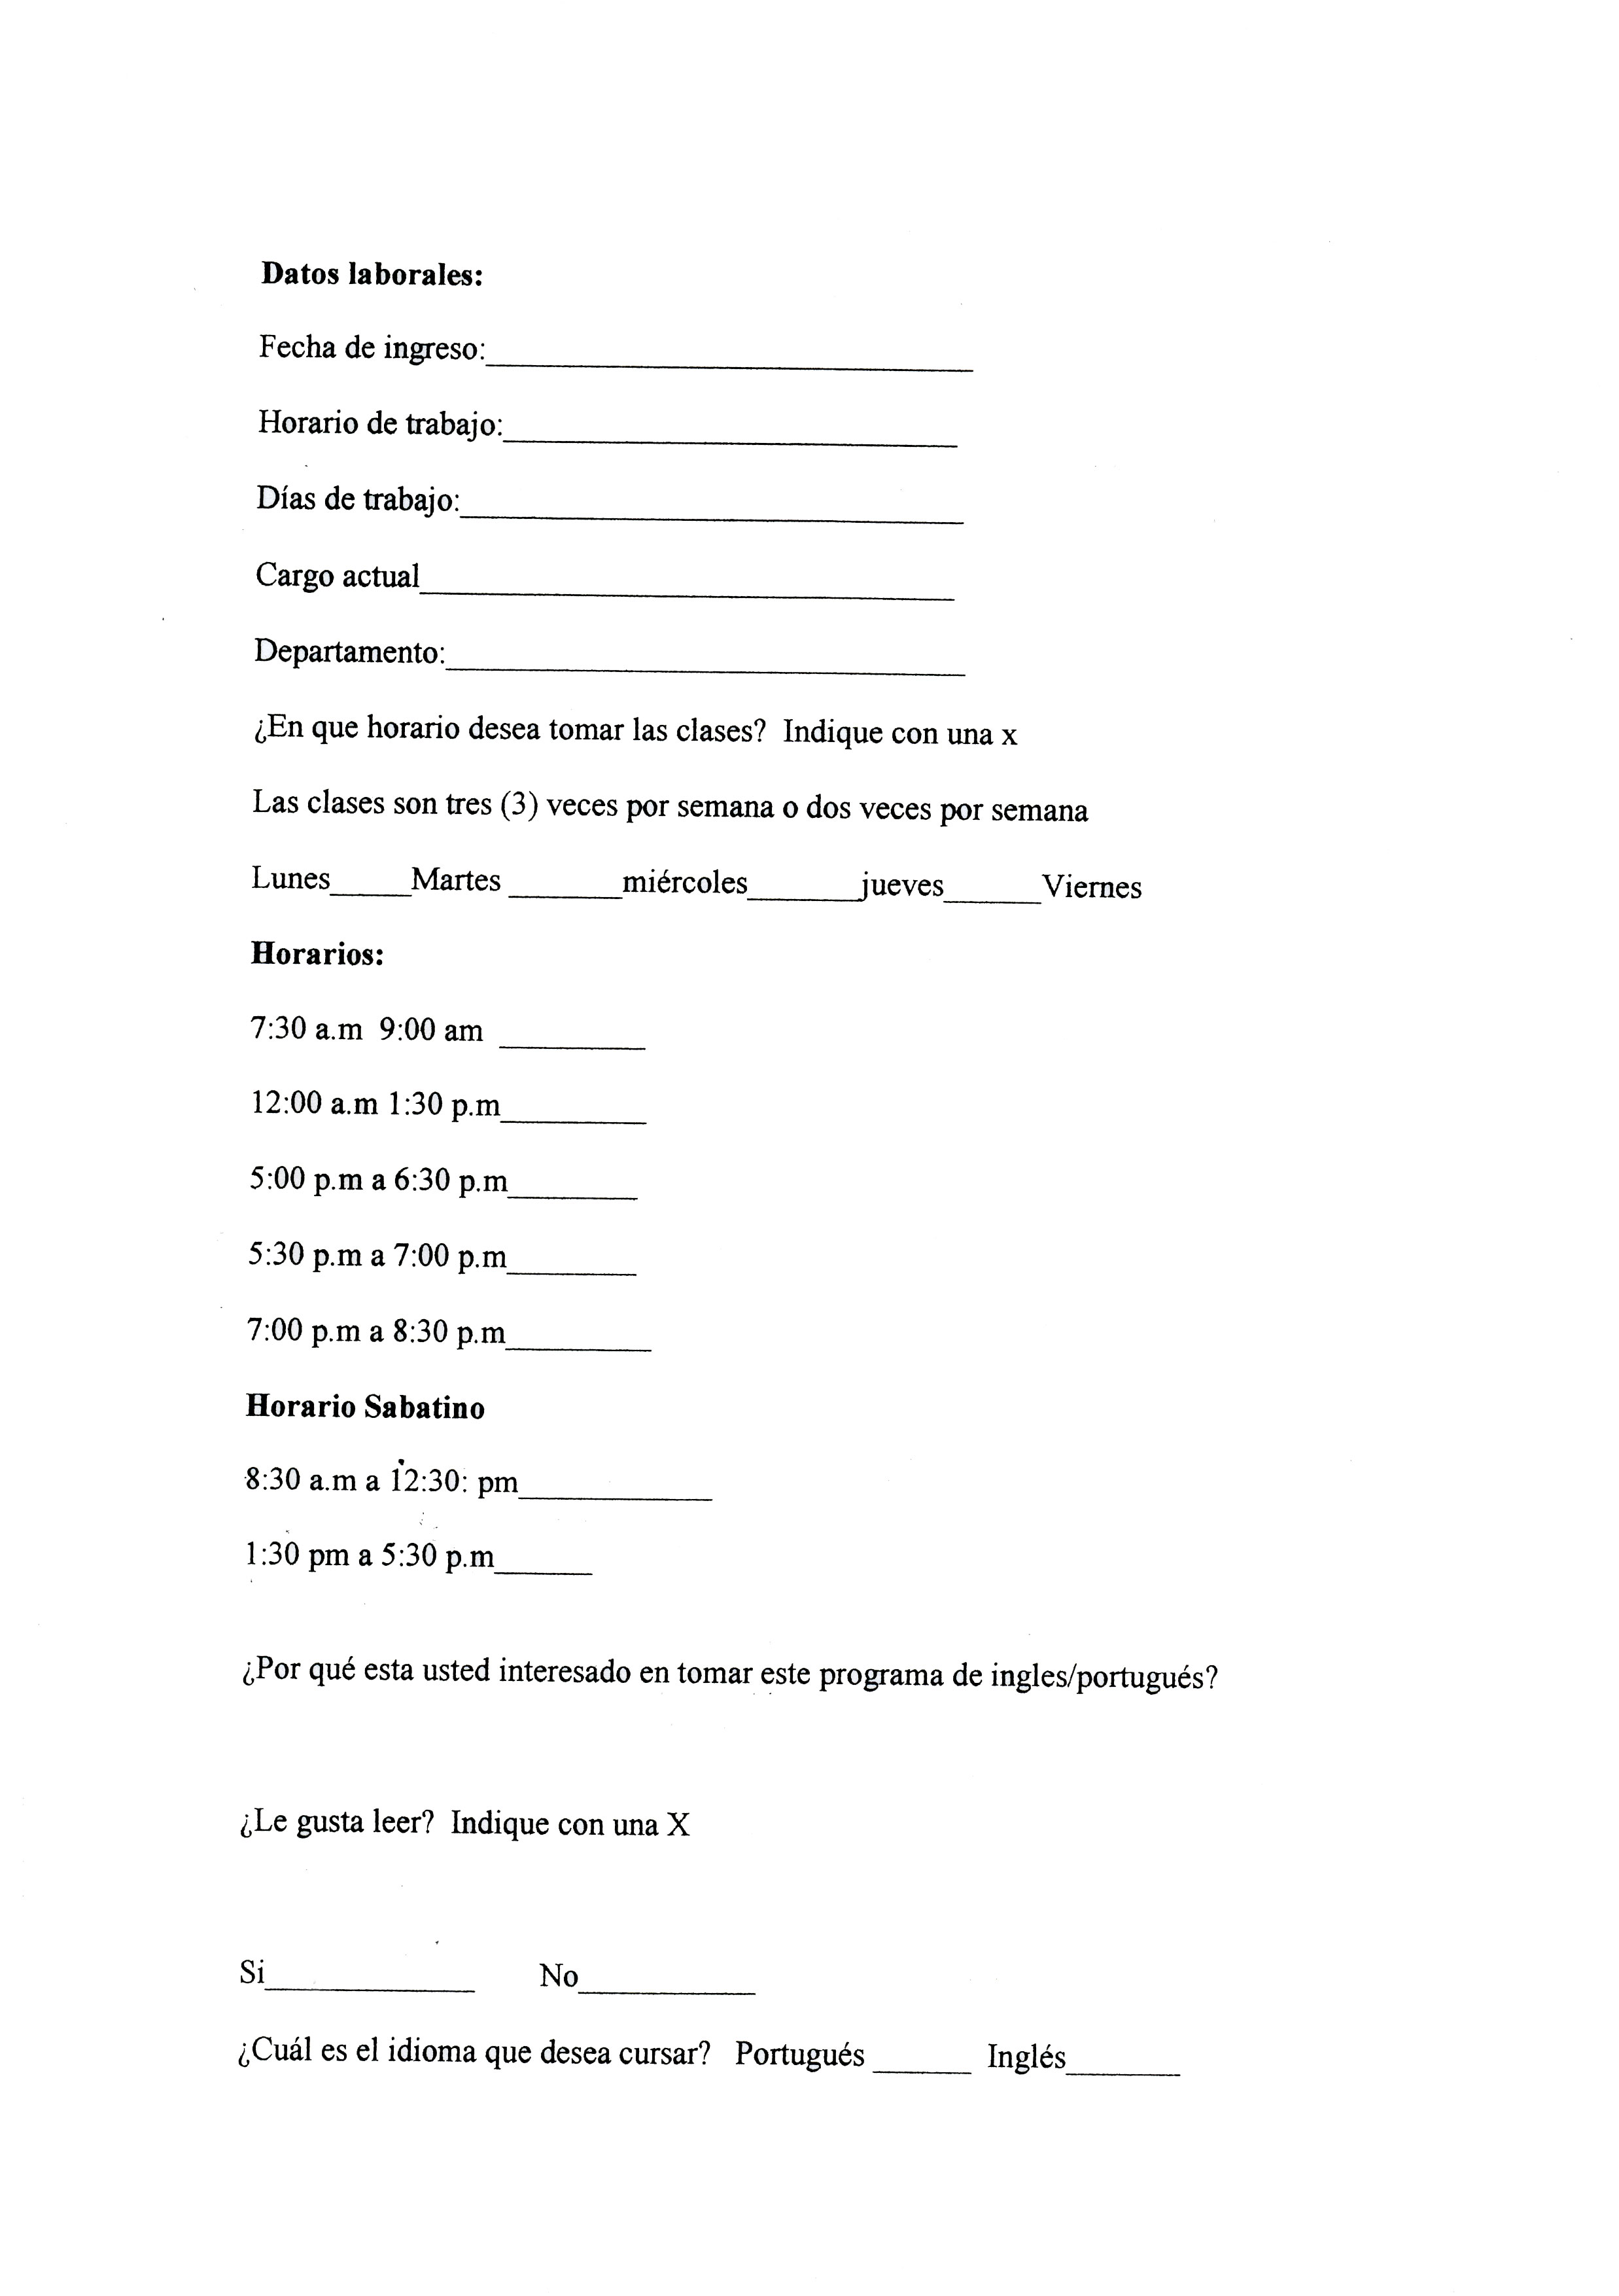 Datos laborales:
Fecha de ingreso:______________________________
Horario de trabajo:____________________________
Días de trabajo:_______________________________
Cargo actual_________________________________
Departamento:________________________________
¿En que horario desea tomar las clases?  Indique con una x
Las clases son tres (3) veces por semana o dos veces por semana
Lunes_____Martes _______miércoles_______jueves______Viernes
Horarios:
7:30 a.m  9:00 am  _________
12:00 a.m 1:30 p.m_________
5:00 p.m a 6:30 p.m________
5:30 p.m a 7:00 p.m________
7:00 p.m a 8:30 p.m_________
Horario Sabatino
8:30 a.m a 12:30: pm____________
1:30 pm a 5:30 p.m______
¿Por qué esta usted interesado en tomar este programa de ingles/portugués?
¿Le gusta leer?  Indique con una X
Si_____________    No___________
¿Cuál es el idioma que desea cursar?   Portugués ______  Inglés_______